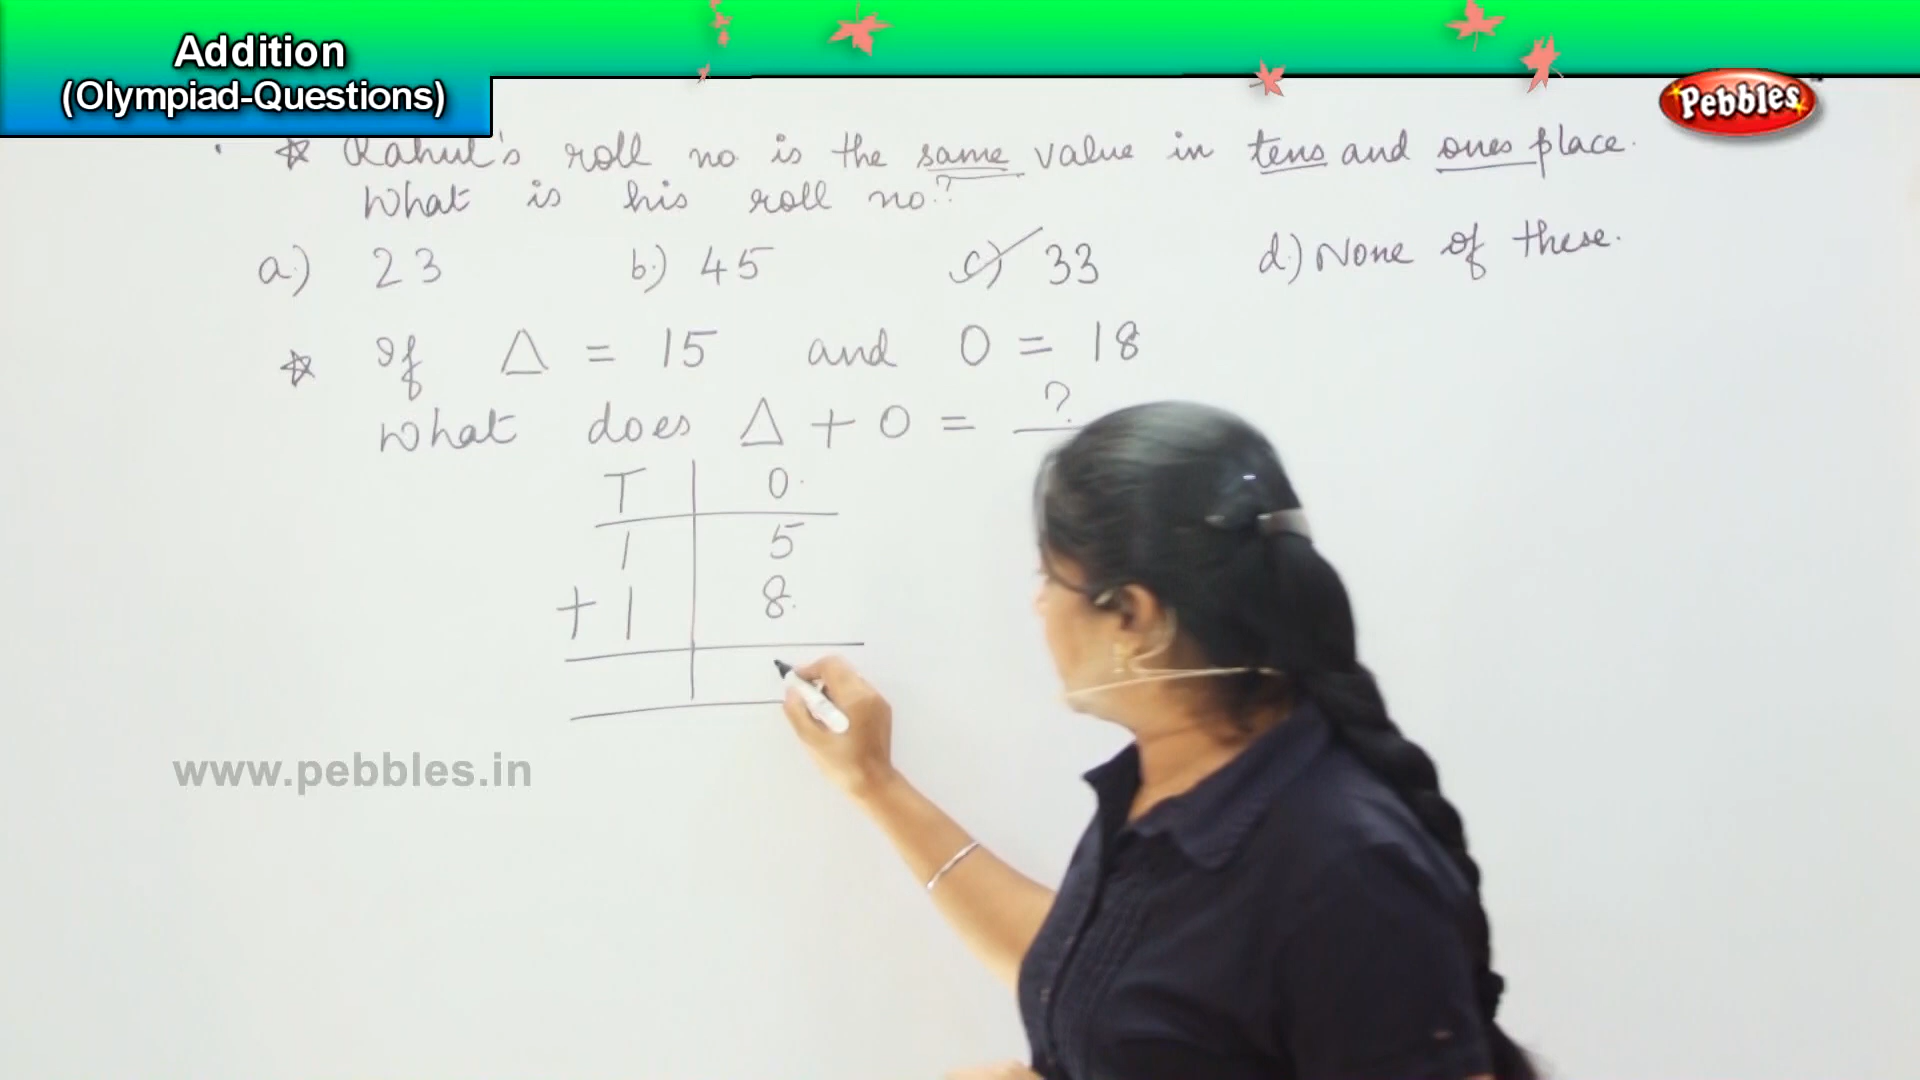 Addition
(Olympiad-Questions)
Pebbles
☆ Rahul's roll no is the same value in tens and ones place.
What is his roll no.?
a.) 23 b.) 45 c.) 33 d.) None of these.
☆ If Δ = 15 and O = 18
What does Δ + O = ?
T | O.
1 | 5
+ 1 | 8.
www.pebbles.in